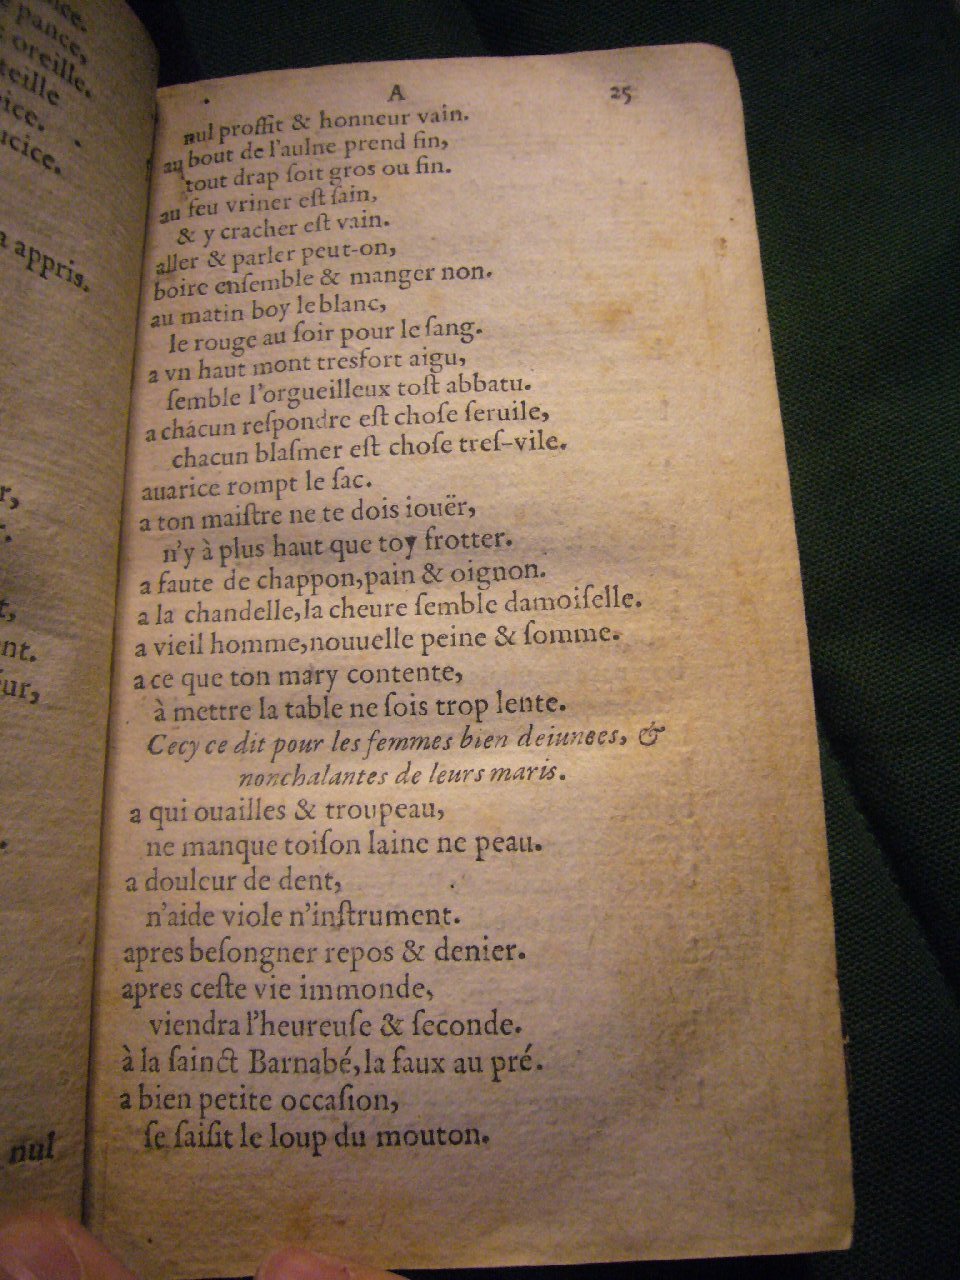 pance,
oreille.
appris.
nul
A 25
nul proffit & honneur vain.
au bout de l'aulne prend fin,
tout drap ſoit gros ou fin.
au feu vriner eſt ſain,
& y cracher eſt vain.
aller & parler peut-on,
boire enſemble & manger non.
au matin boy le blanc,
le rouge au ſoir pour le ſang.
a vn haut mont tresfort aigu,
ſemble l'orgueilleux toſt abbatu.
a chácun reſpondre eſt choſe ſeruile,
chacun blaſmer eſt choſe treſ-vile.
auarice rompt le ſac.
a ton maiſtre ne te dois iouër,
n'y à plus haut que toy frotter.
a faute de chappon, pain & oignon.
a la chandelle, la cheure ſemble damoiſelle.
a vieil homme, nouuelle peine & ſomme.
a ce que ton mary contente,
à mettre la table ne ſois trop lente.
Cecy ce dit pour les femmes bien deiunees, &
nonchalantes de leurs maris.
a qui ouailles & troupeau,
ne manque toiſon laine ne peau.
a douleur de dent,
n'aide viole n'inſtrument.
apres beſongner repos & denier.
apres ceſte vie immonde,
viendra l'heureuſe & ſeconde.
à la ſainct Barnabé, la faux au pré.
a bien petite occaſion,
ſe ſaiſit le loup du mouton.